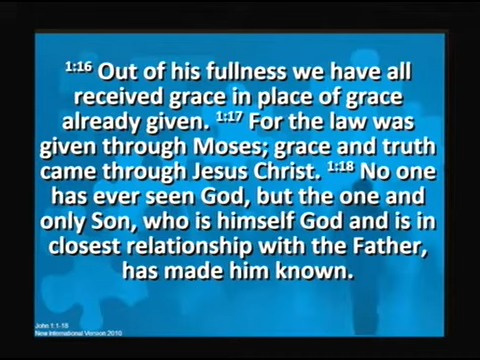 1:16 Out of his fullness we have all
received grace in place of grace
already given. 1:17 For the law was
given through Moses; grace and truth
came through Jesus Christ. 1:18 No one
has ever seen God, but the one and
only Son, who is himself God and is in
closest relationship with the Father,
has made him known.
John 1:1-18
New International Version 2010